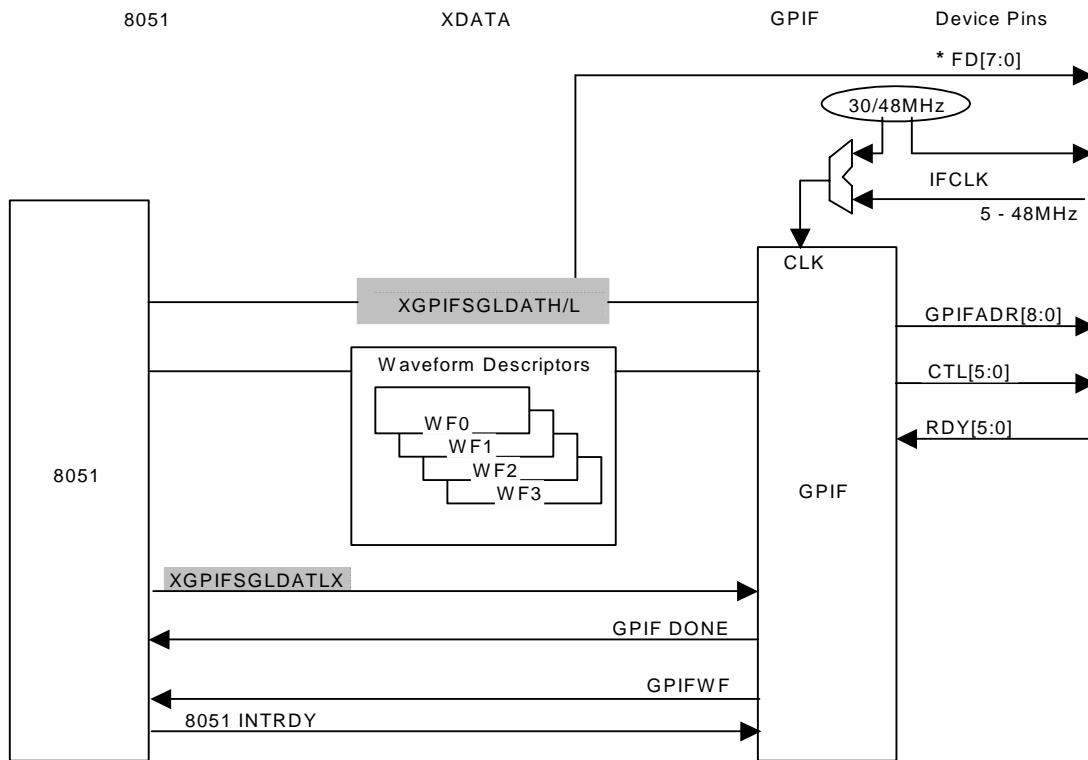 8051 XDATA GPIF Device Pins
* FD[7:0]
30/48MHz
IFCLK
5 - 48MHz
CLK
XGPIFSGLDATH/L
GPIFADR[8:0]
Waveform Descriptors
CTL[5:0]
WF0
RDY[5:0]
WF1
WF2
8051
WF3
GPIF
XGPIFSGLDATLX
GPIF DONE
GPIFWF
8051 INTRDY